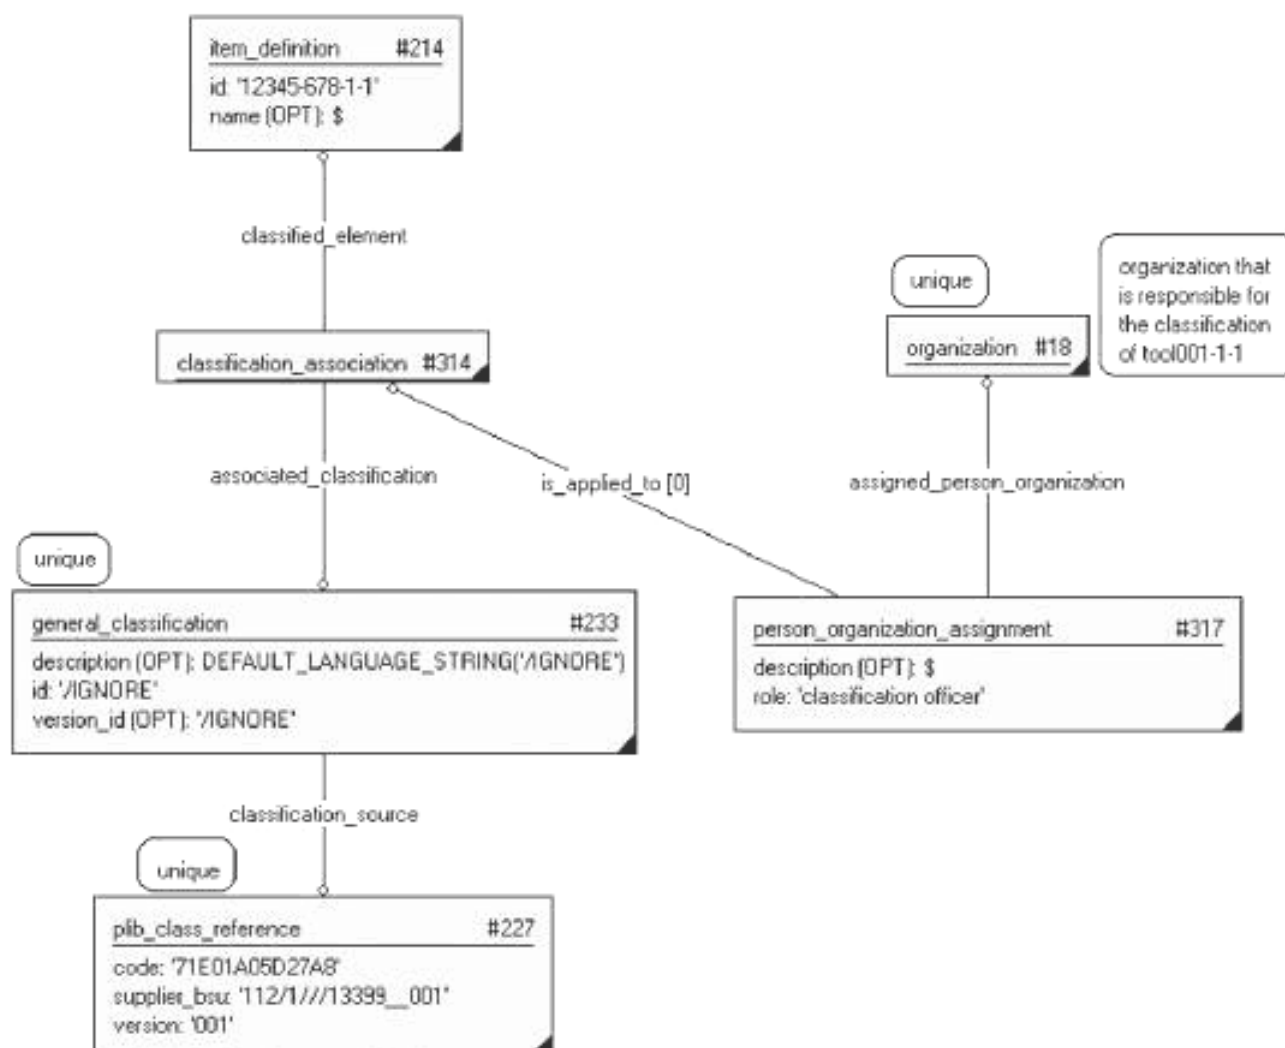 item_definition #214
id: '12345-678-1-1'
name (OPT): $
classified_element
unique
organization that
is responsible for
the classification
of tool001-1-1
classification_association #314
organization #18
associated_classification
is_applied_to [0]
assigned_person_organization
unique
general_classification #233
description (OPT): DEFAULT_LANGUAGE_STRING('/IGNORE')
id: '/IGNORE'
version_id (OPT): '/IGNORE'
person_organization_assignment #317
description (OPT): $
role: 'classification officer'
classification_source
unique
plib_class_reference #227
code: '71E01A05D27A8'
supplier_bsu: '112/1///13399__001'
version: '001'